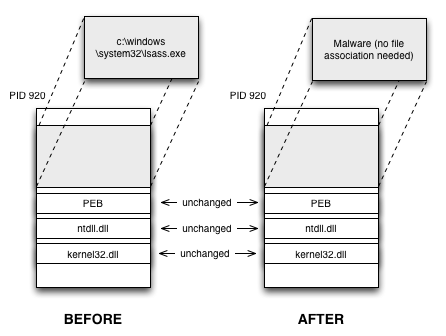 c:\windows
\system32\lsass.exe
Malware (no file
association needed)
PID 920
PID 920
PEB
unchanged
PEB
ntdll.dll
unchanged
ntdll.dll
kernel32.dll
unchanged
kernel32.dll
BEFORE
AFTER